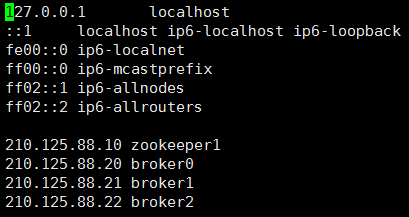 127.0.0.1       localhost
::1     localhost ip6-localhost ip6-loopback
fe00::0 ip6-localnet
ff00::0 ip6-mcastprefix
ff02::1 ip6-allnodes
ff02::2 ip6-allrouters

210.125.88.10 zookeeper1
210.125.88.20 broker0
210.125.88.21 broker1
210.125.88.22 broker2